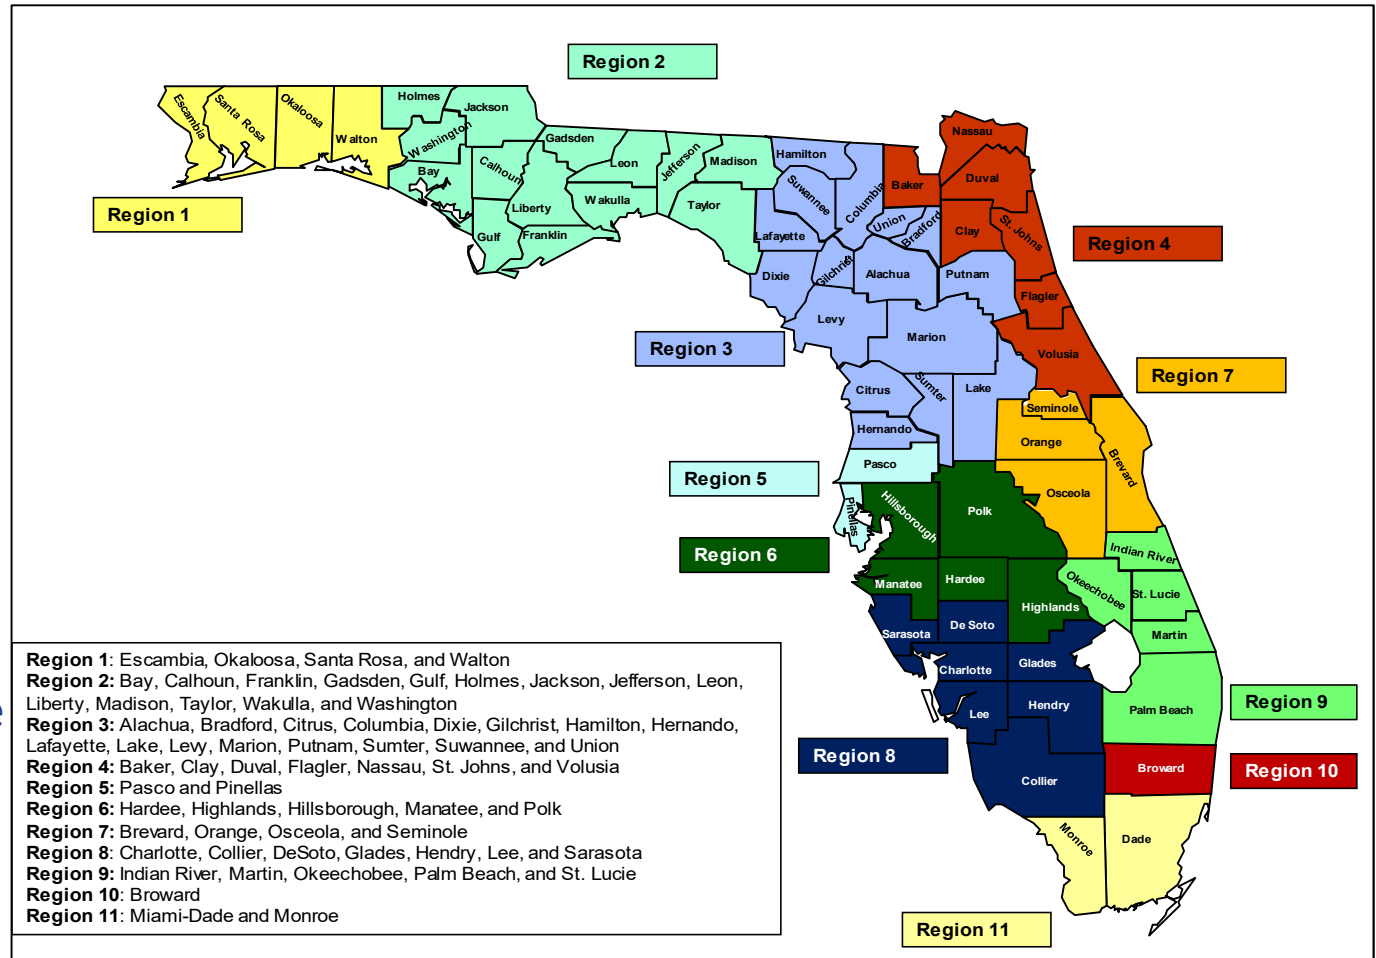 Region 2
Holmes
Jackson
Escambia
Santa Rosa
Okaloosa
Walton
Washington
Bay
Calhoun
Gadsden
Leon
Jefferson
Madison
Liberty
Wakulla
Taylor
Gulf
Franklin
Region 1
Hamilton
Suwannee
Columbia
Baker
Nassau
Duval
Lafayette
Union
Bradford
Clay
St. Johns
Region 4
Dixie
Gilchrist
Alachua
Putnam
Flagler
Levy
Marion
Volusia
Region 3
Region 7
Citrus
Sumter
Lake
Seminole
Hernando
Orange
Brevard
Pasco
Region 5
Osceola
Pinellas
Hillsborough
Polk
Region 6
Indian River
Manatee
Hardee
Highlands
Okeechobee
St. Lucie
Sarasota
De Soto
Martin
Charlotte
Glades
Lee
Hendry
Palm Beach
Region 9
Region 8
Collier
Broward
Region 10
Monroe
Dade
Region 11
Region 1: Escambia, Okaloosa, Santa Rosa, and Walton
Region 2: Bay, Calhoun, Franklin, Gadsden, Gulf, Holmes, Jackson, Jefferson, Leon,
Liberty, Madison, Taylor, Wakulla, and Washington
Region 3: Alachua, Bradford, Citrus, Columbia, Dixie, Gilchrist, Hamilton, Hernando,
Lafayette, Lake, Levy, Marion, Putnam, Sumter, Suwannee, and Union
Region 4: Baker, Clay, Duval, Flagler, Nassau, St. Johns, and Volusia
Region 5: Pasco and Pinellas
Region 6: Hardee, Highlands, Hillsborough, Manatee, and Polk
Region 7: Brevard, Orange, Osceola, and Seminole
Region 8: Charlotte, Collier, DeSoto, Glades, Hendry, Lee, and Sarasota
Region 9: Indian River, Martin, Okeechobee, Palm Beach, and St. Lucie
Region 10: Broward
Region 11: Miami-Dade and Monroe